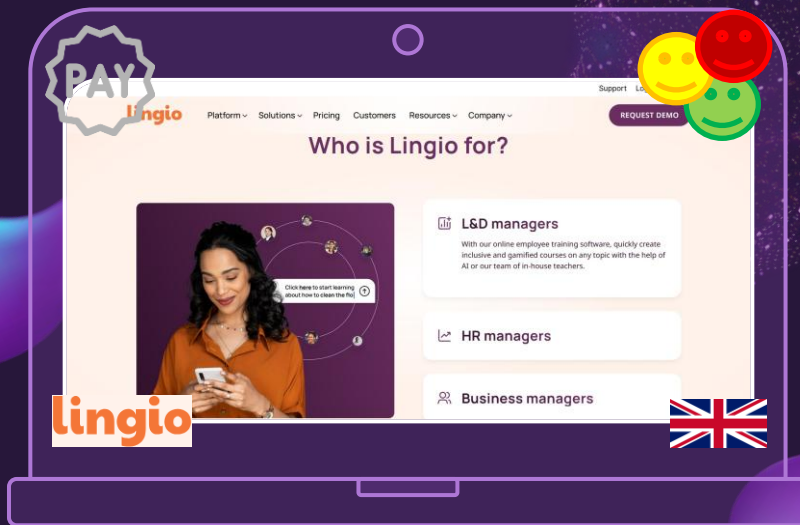 PAY
Support
lingio
Platform Solutions Pricing Customers Resources Company
REQUEST DEMO
Who is Lingio for?
L&D managers
With our online employee training software, quickly create
inclusive and gamified courses on any topic with the help of
AI or our team of in-house teachers.
Click here to start learning
about how to clean the flo
HR managers
Business managers
lingio